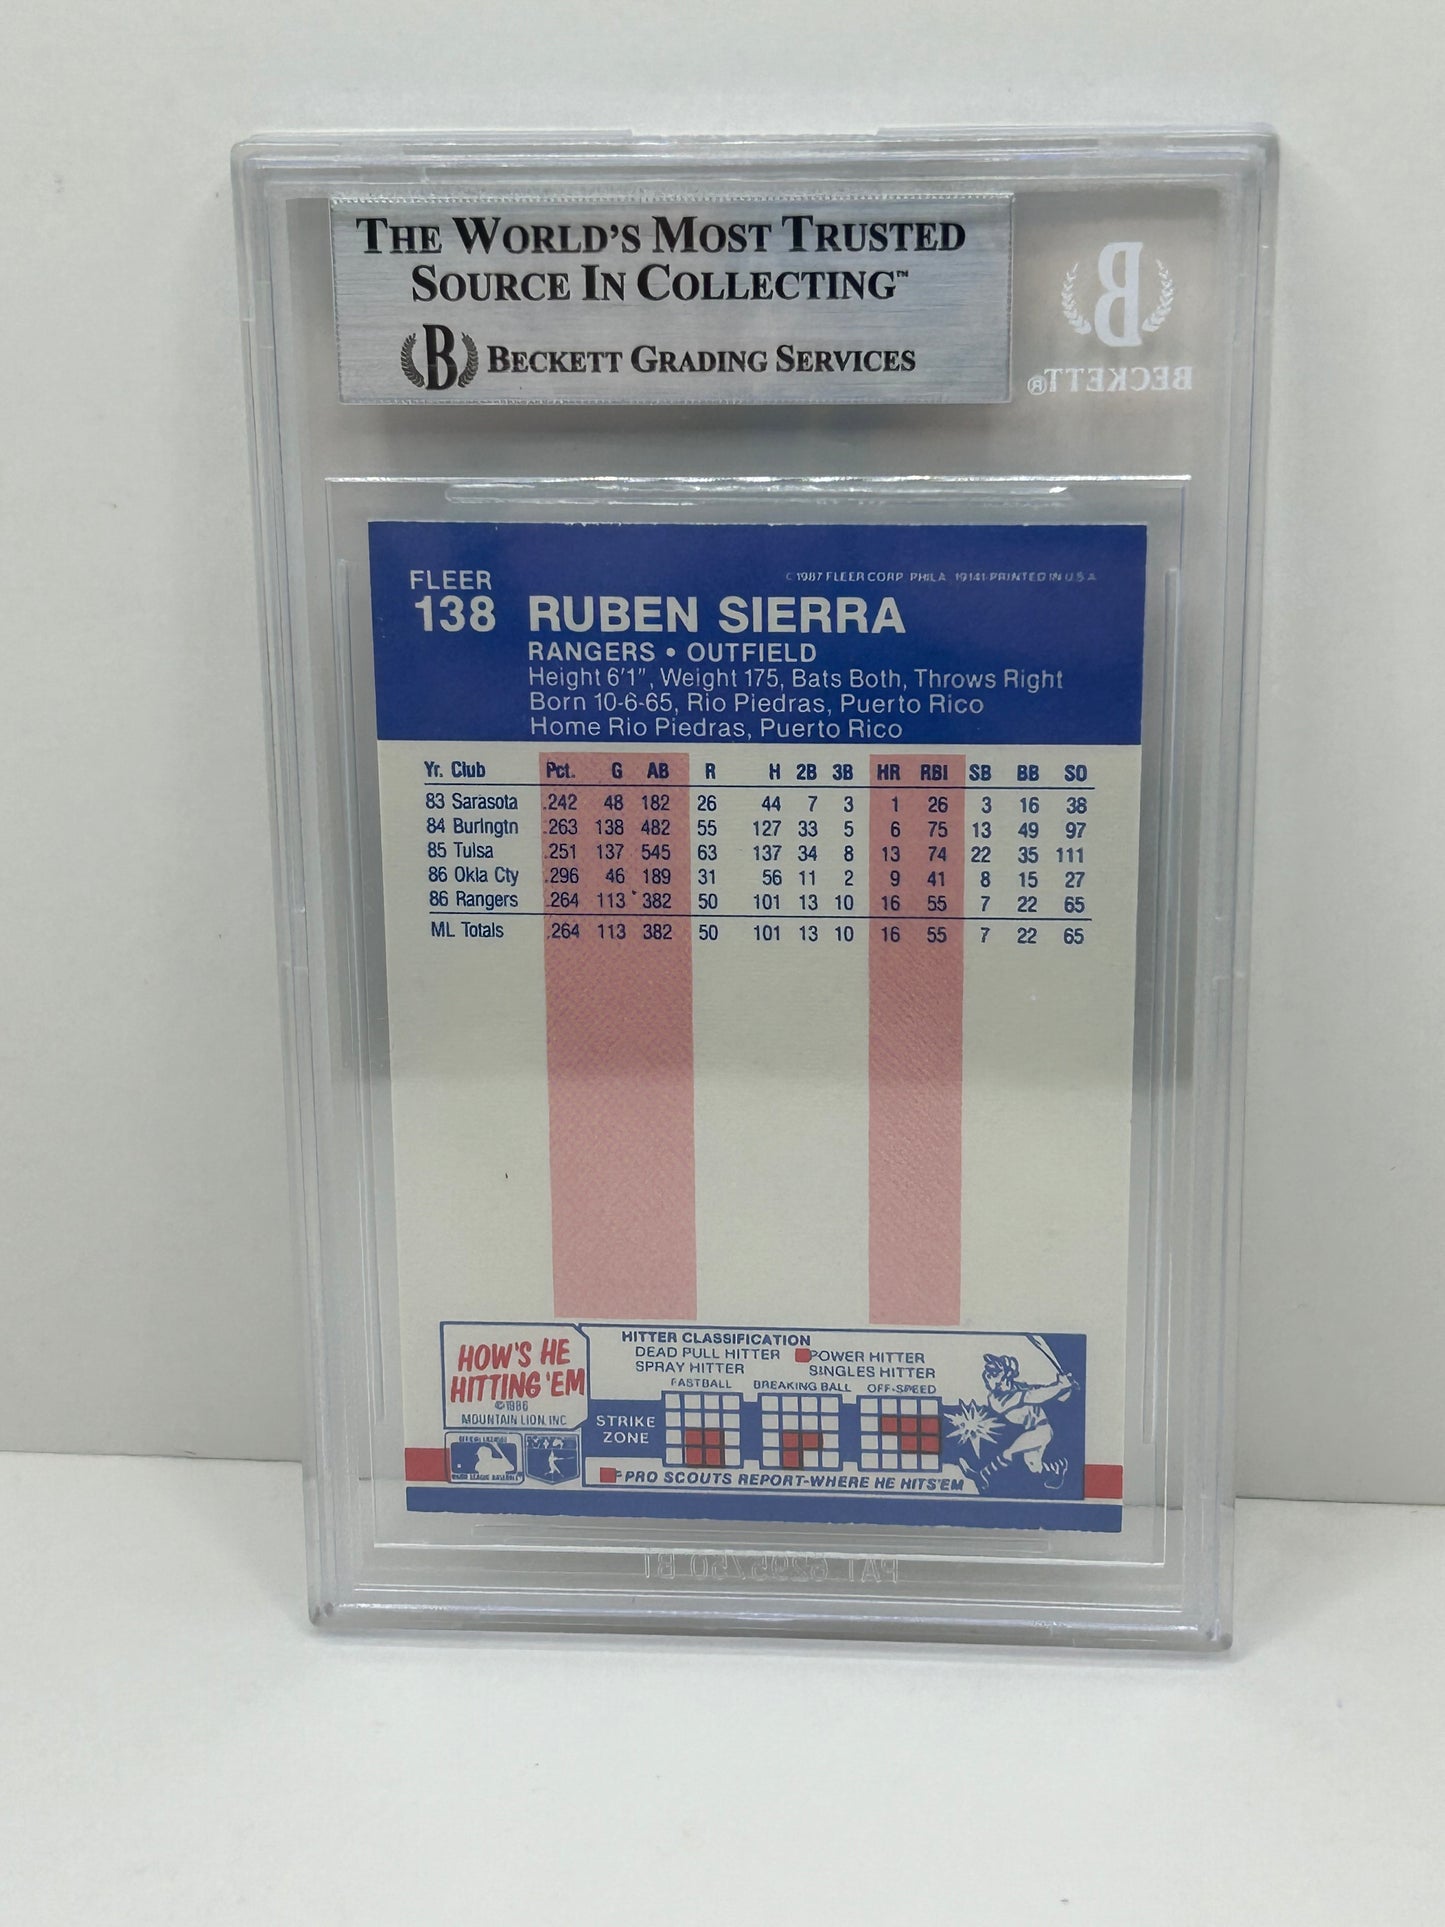 THE WORLD'S MOST TRUSTED
SOURCE IN COLLECTING™
B BECKETT GRADING SERVICES
B
BECKETT®
FLEER
138
© 1987 FLEER CORP. PHILA. 19141 PRINTED IN U.S.A.
RUBEN SIERRA
RANGERS • OUTFIELD
Height 6'1", Weight 175, Bats Both, Throws Right
Born 10-6-65, Rio Piedras, Puerto Rico
Home Rio Piedras, Puerto Rico
Yr. Club Pct. G AB R H 2B 3B HR RBI SB BB SO
83 Sarasota .242 48 182 26 44 7 3 1 26 3 16 38
84 Burlngtn .263 138 482 55 127 33 5 6 75 13 49 97
85 Tulsa .251 137 545 63 137 34 8 13 74 22 35 111
86 Okla Cty .296 46 189 31 56 11 2 9 41 8 15 27
86 Rangers .264 113 382 50 101 13 10 16 55 7 22 65
ML Totals .264 113 382 50 101 13 10 16 55 7 22 65
HOW'S HE
HITTING 'EM
©1986
MOUNTAIN LION, INC
HITTER CLASSIFICATION
DEAD PULL HITTER POWER HITTER
SPRAY HITTER SINGLES HITTER
FASTBALL BREAKING BALL OFF-SPEED
STRIKE
ZONE
PRO SCOUTS REPORT-WHERE HE HITS'EM